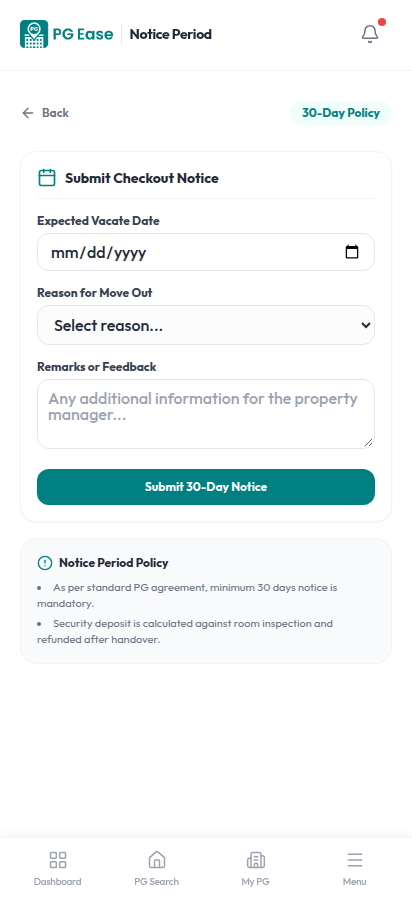 PG
PG Ease
Notice Period
Back
30-Day Policy
Submit Checkout Notice
Expected Vacate Date
mm/dd/yyyy
Reason for Move Out
Select reason...
Remarks or Feedback
Any additional information for the property
manager...
Submit 30-Day Notice
Notice Period Policy
• As per standard PG agreement, minimum 30 days notice is
mandatory.
• Security deposit is calculated against room inspection and
refunded after handover.
Dashboard
PG Search
My PG
Menu